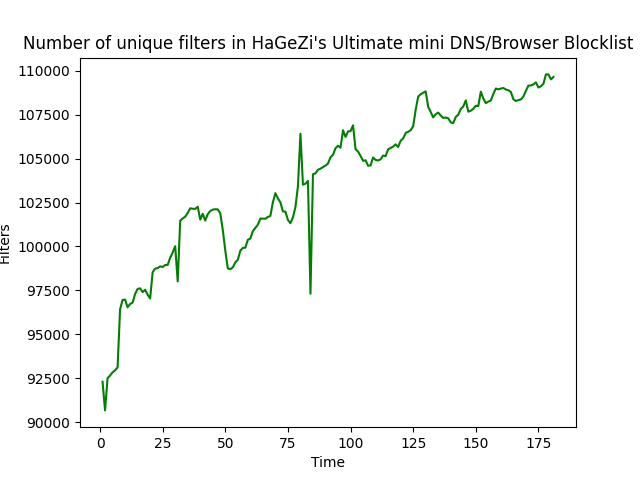 Number of unique filters in HaGeZi's Ultimate mini DNS/Browser Blocklist
110000
107500
105000
102500
100000
97500
95000
92500
90000
Filters
0 25 50 75 100 125 150 175
Time